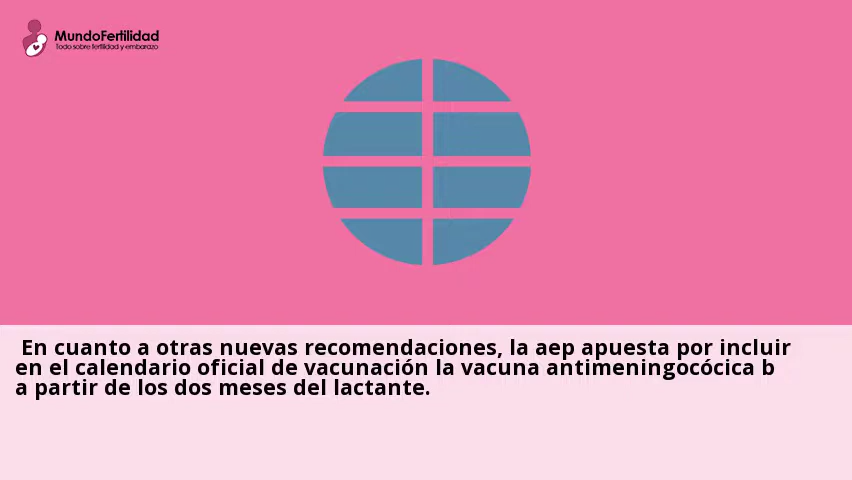 MundoFertilidad
Todo sobre fertilidad y embarazo
En cuanto a otras nuevas recomendaciones, la aep apuesta por incluir
en el calendario oficial de vacunación la vacuna antimeningocócica b
a partir de los dos meses del lactante.